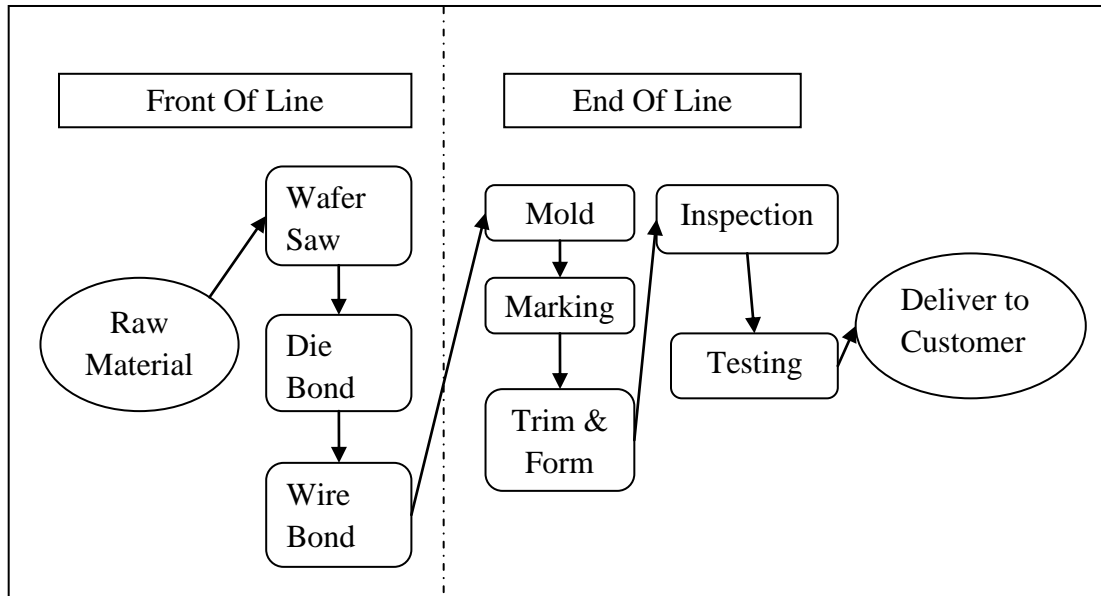 Front Of Line
End Of Line
Raw
Material
Wafer
Saw
Die
Bond
Wire
Bond
Mold
Marking
Trim &
Form
Inspection
Testing
Deliver to
Customer